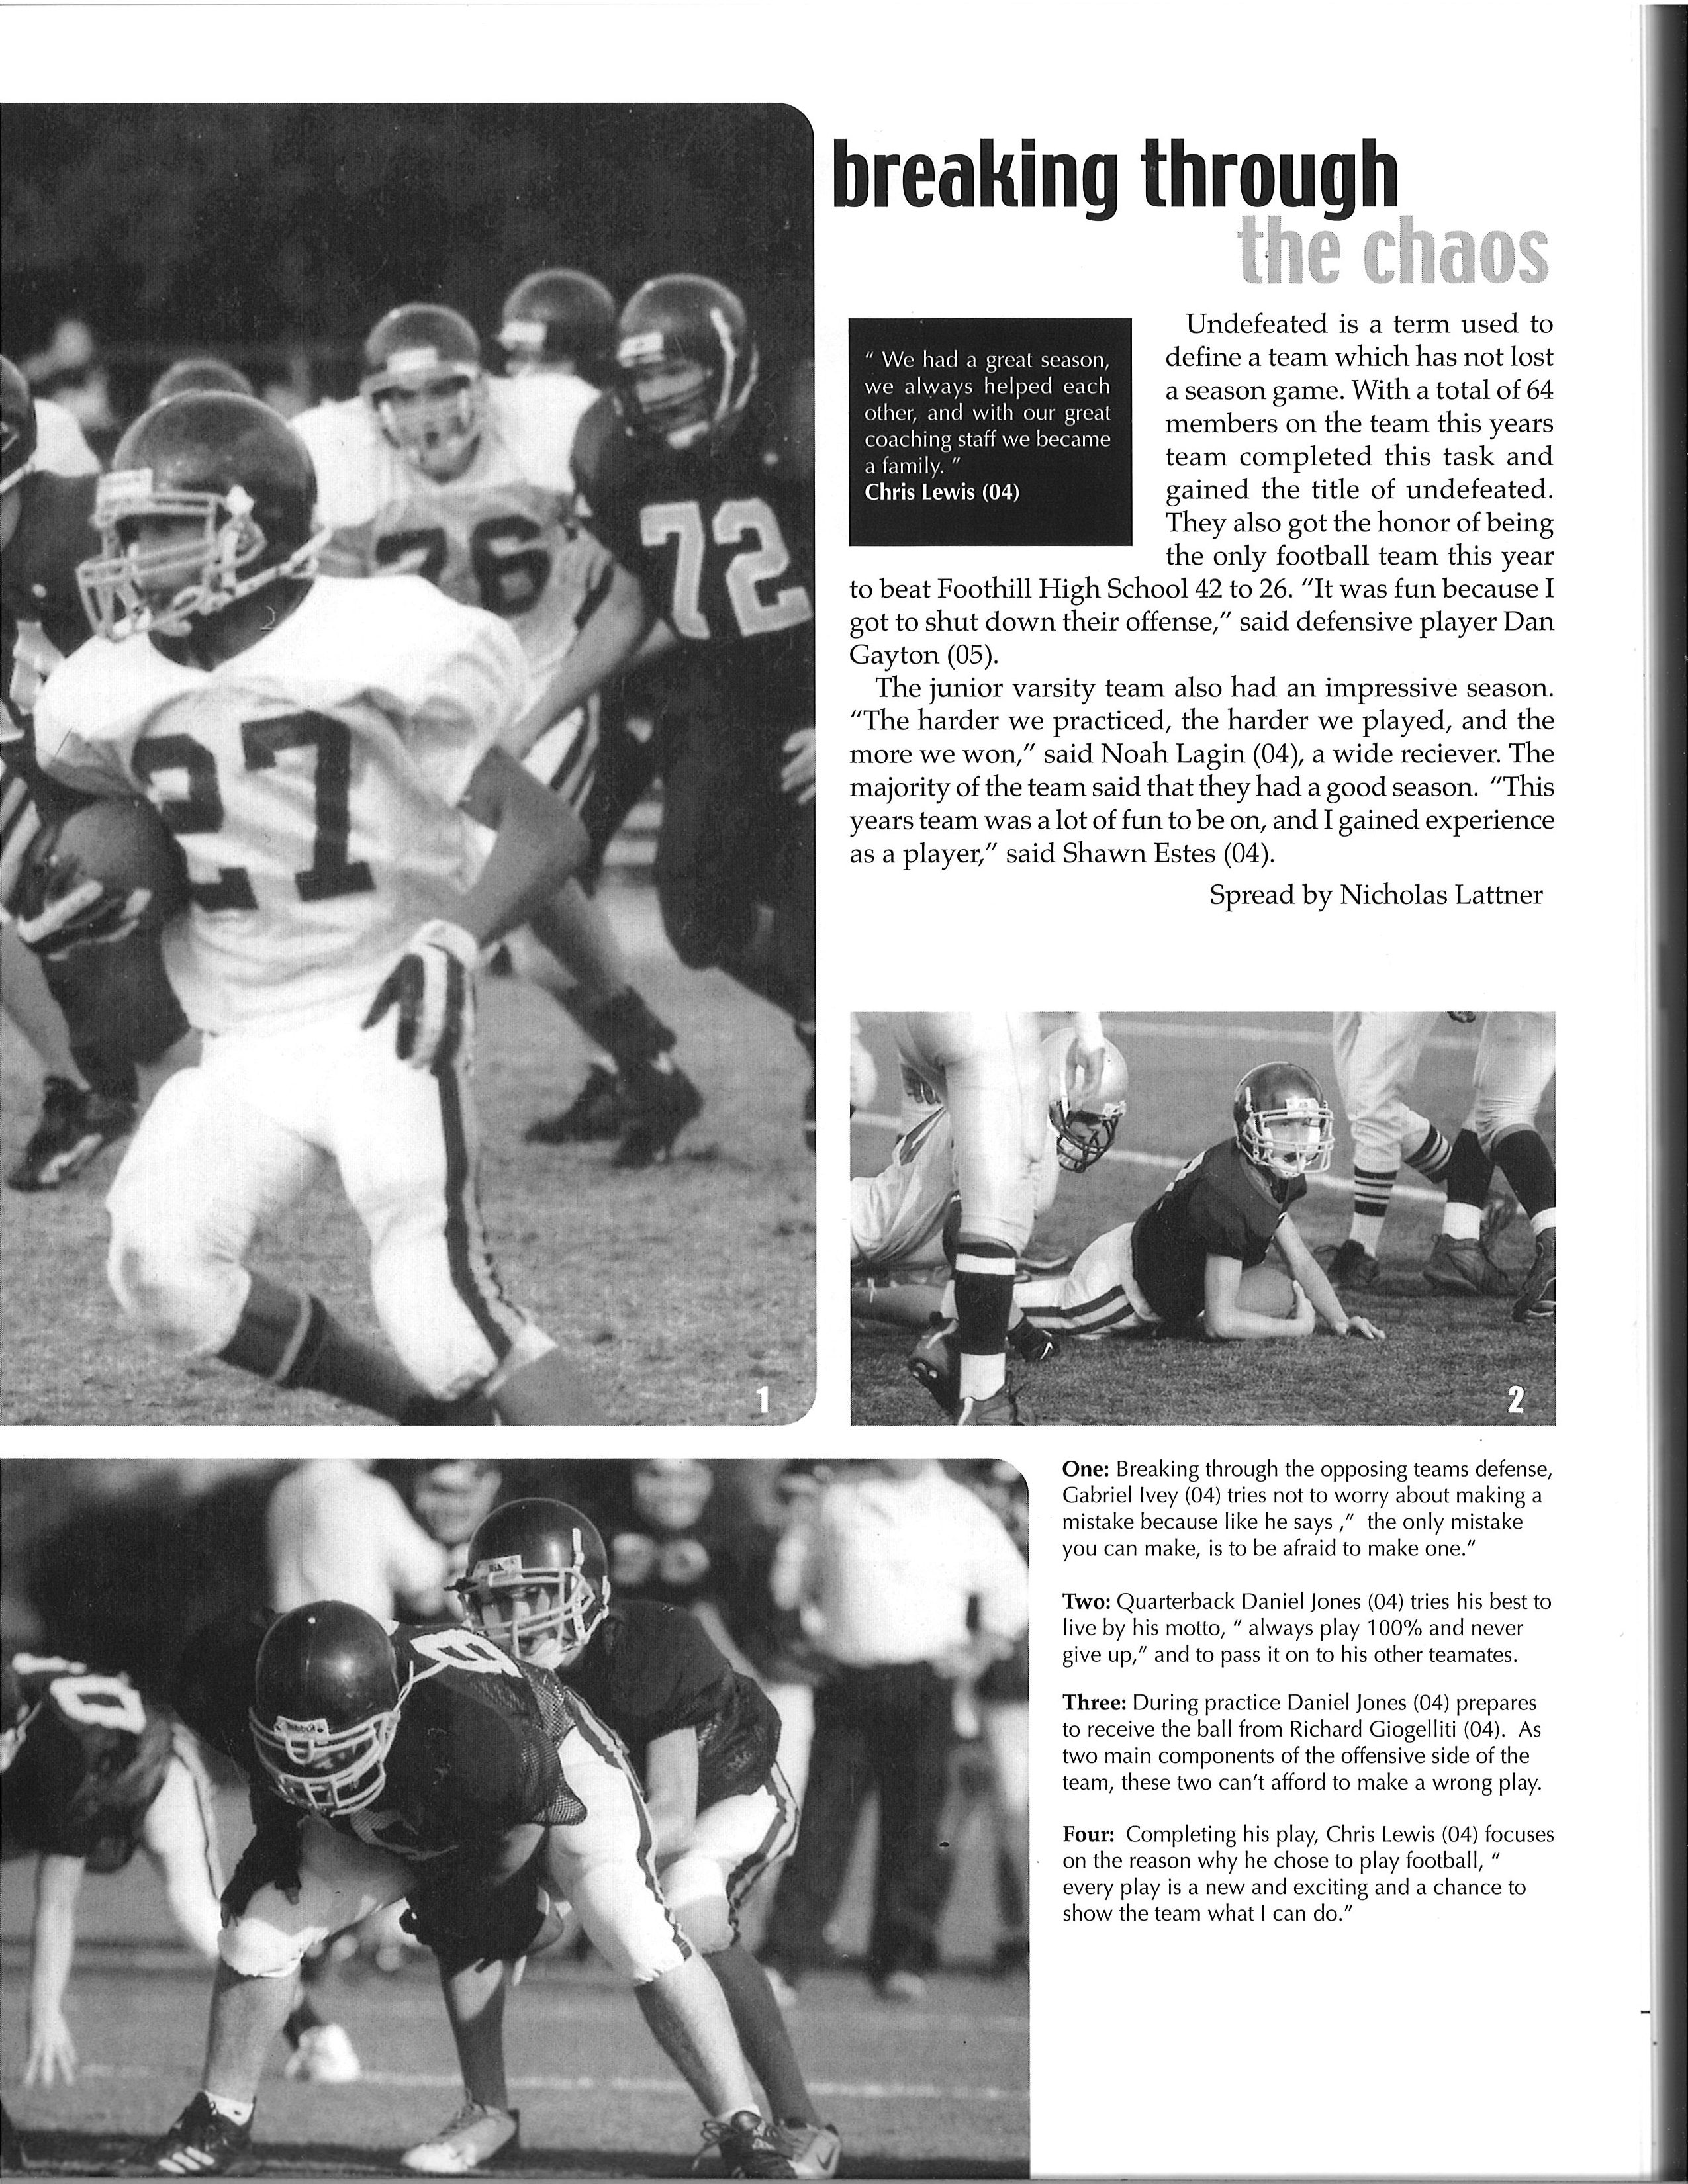 breaking through
the chaos
“ We had a great season,
we always helped each
other, and with our great
coaching staff we became
a family. ”
Chris Lewis (04)
Undefeated is a term used to
define a team which has not lost
a season game. With a total of 64
members on the team this years
team completed this task and
gained the title of undefeated.
They also got the honor of being
the only football team this year
to beat Foothill High School 42 to 26. “It was fun because I
got to shut down their offense,” said defensive player Dan
Gayton (05).
The junior varsity team also had an impressive season.
“The harder we practiced, the harder we played, and the
more we won,” said Noah Lagin (04), a wide reciever. The
majority of the team said that they had a good season. “This
years team was a lot of fun to be on, and I gained experience
as a player,” said Shawn Estes (04).
Spread by Nicholas Lattner
76
72
27
1
2
One: Breaking through the opposing teams defense,
Gabriel Ivey (04) tries not to worry about making a
mistake because like he says ,” the only mistake
you can make, is to be afraid to make one.”
Two: Quarterback Daniel Jones (04) tries his best to
live by his motto, “ always play 100% and never
give up,” and to pass it on to his other teamates.
Three: During practice Daniel Jones (04) prepares
to receive the ball from Richard Giogelliti (04). As
two main components of the offensive side of the
team, these two can’t afford to make a wrong play.
Four: Completing his play, Chris Lewis (04) focuses
on the reason why he chose to play football, “
every play is a new and exciting and a chance to
show the team what I can do.”